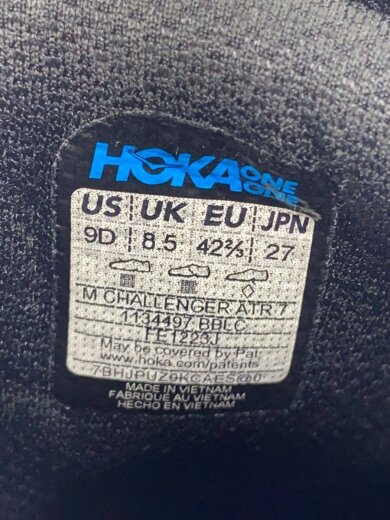 HOKA ONE ONE
US UK EU JPN
9D 8.5 42⅔ 27
M CHALLENGER ATR 7
1134497 BBLC
FE1223J
May be covered by Pat.
www.hoka.com/patents
MADE IN VIETNAM
FABRIQUÉ AU VIETNAM
HECHO EN VIETNAM